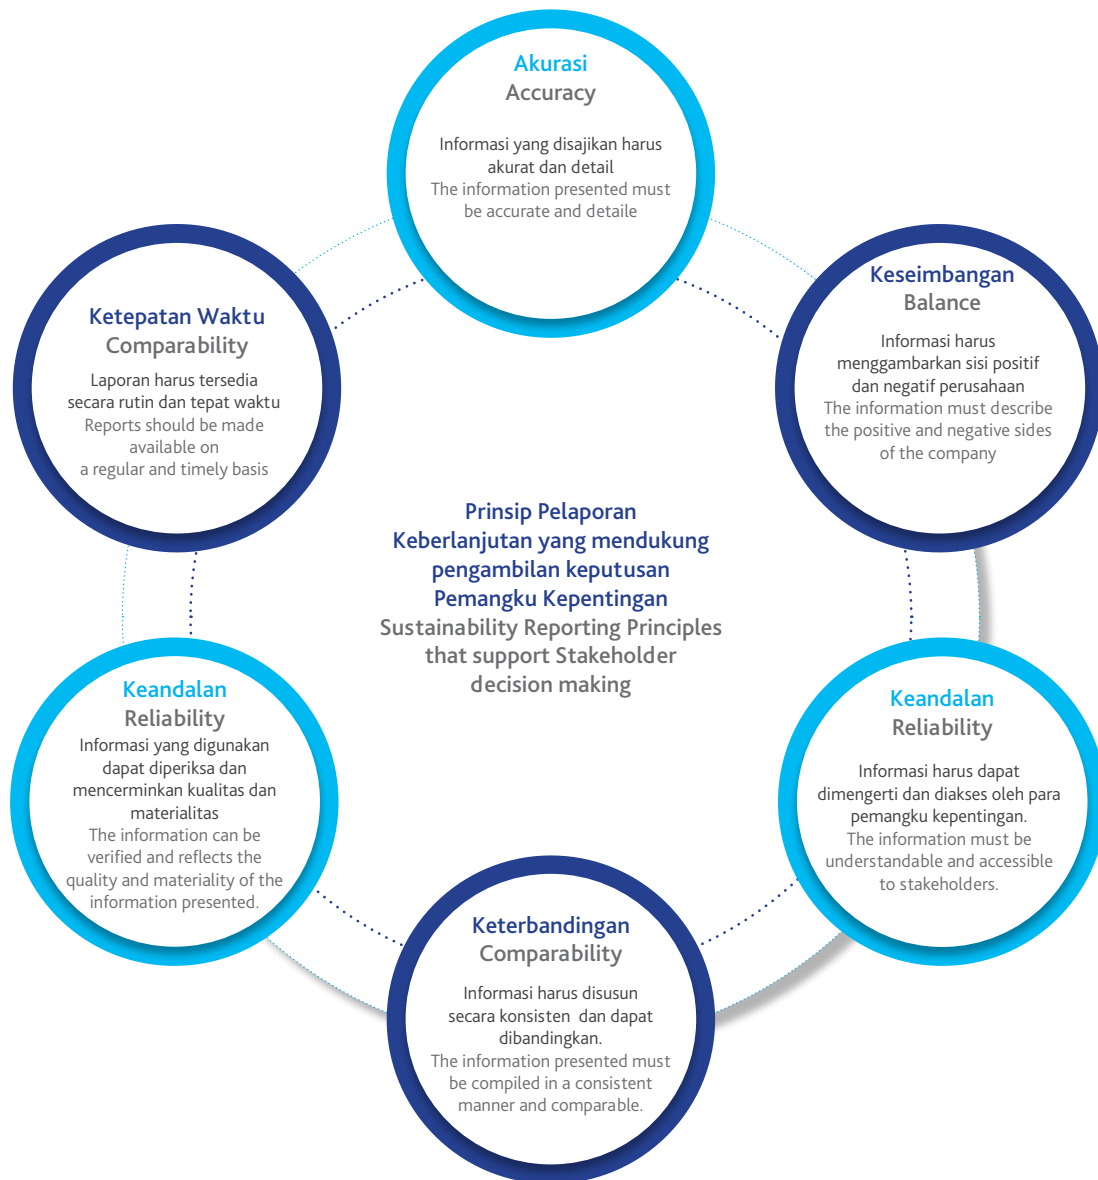 Akurasi
Accuracy
Informasi yang disajikan harus
akurat dan detail
The information presented must
be accurate and detaile
Keseimbangan
Balance
Informasi harus
menggambarkan sisi positif
dan negatif perusahaan
The information must describe
the positive and negative sides
of the company
Ketepatan Waktu
Comparability
Laporan harus tersedia
secara rutin dan tepat waktu
Reports should be made
available on
a regular and timely basis
Prinsip Pelaporan
Keberlanjutan yang mendukung
pengambilan keputusan
Pemangku Kepentingan
Sustainability Reporting Principles
that support Stakeholder
decision making
Keandalan
Reliability
Informasi yang digunakan
dapat diperiksa dan
mencerminkan kualitas dan
materialitas
The information can be
verified and reflects the
quality and materiality of the
information presented.
Keandalan
Reliability
Informasi harus dapat
dimengerti dan diakses oleh para
pemangku kepentingan.
The information must be
understandable and accessible
to stakeholders.
Keterbandingan
Comparability
Informasi harus disusun
secara konsisten  dan dapat
dibandingkan.
The information presented must
be compiled in a consistent
manner and comparable.